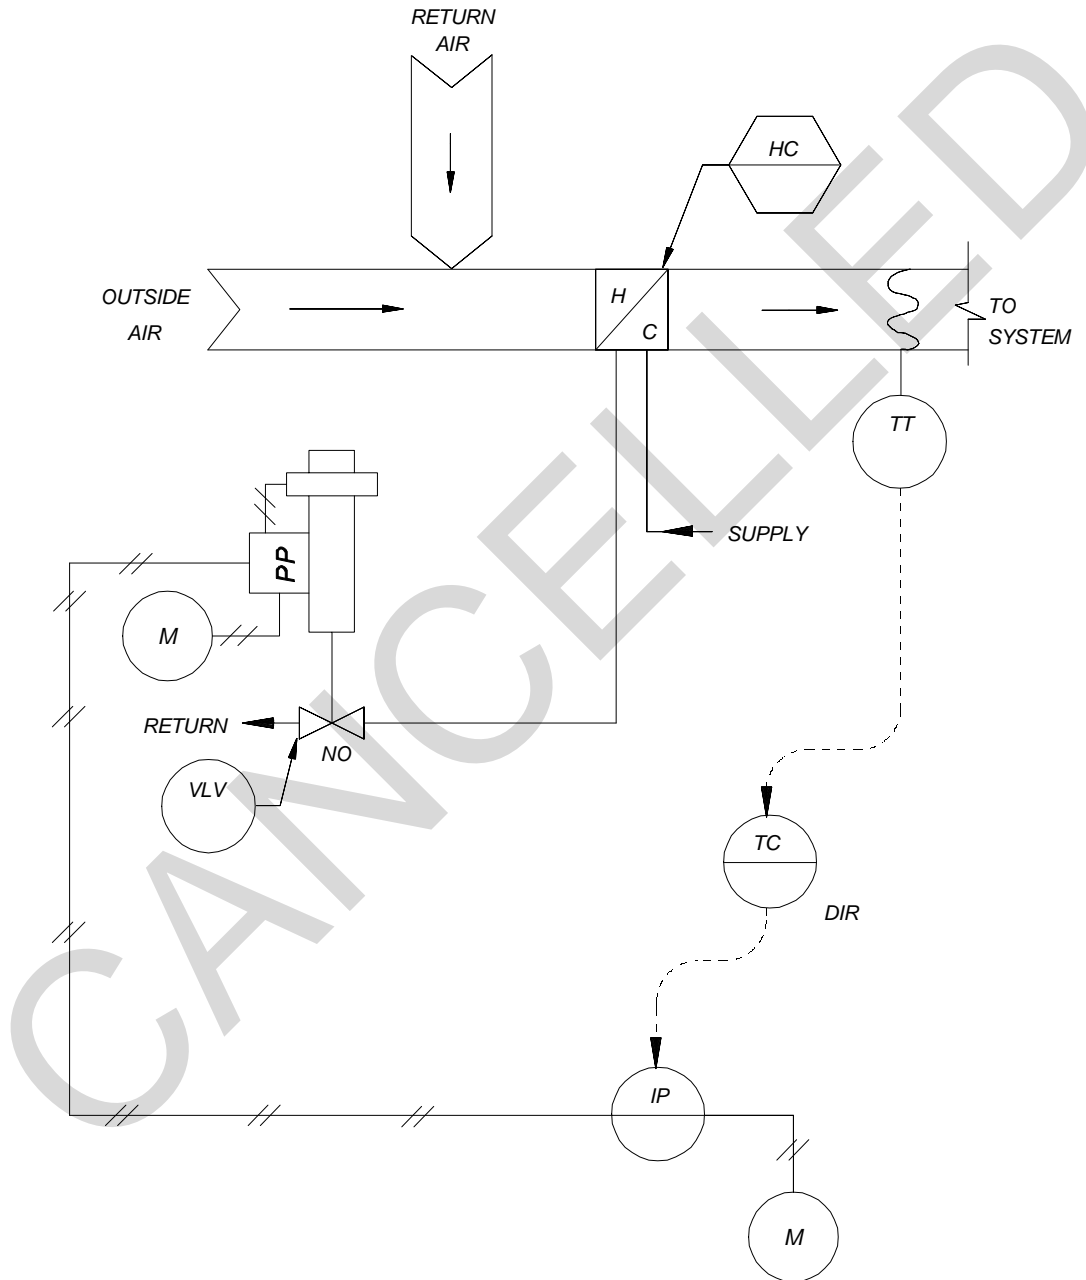 RETURN
AIR
HC
OUTSIDE
AIR
H
C
TO
SYSTEM
TT
SUPPLY
PP
M
RETURN
NO
VLV
TC
DIR
IP
M
CANCELLED